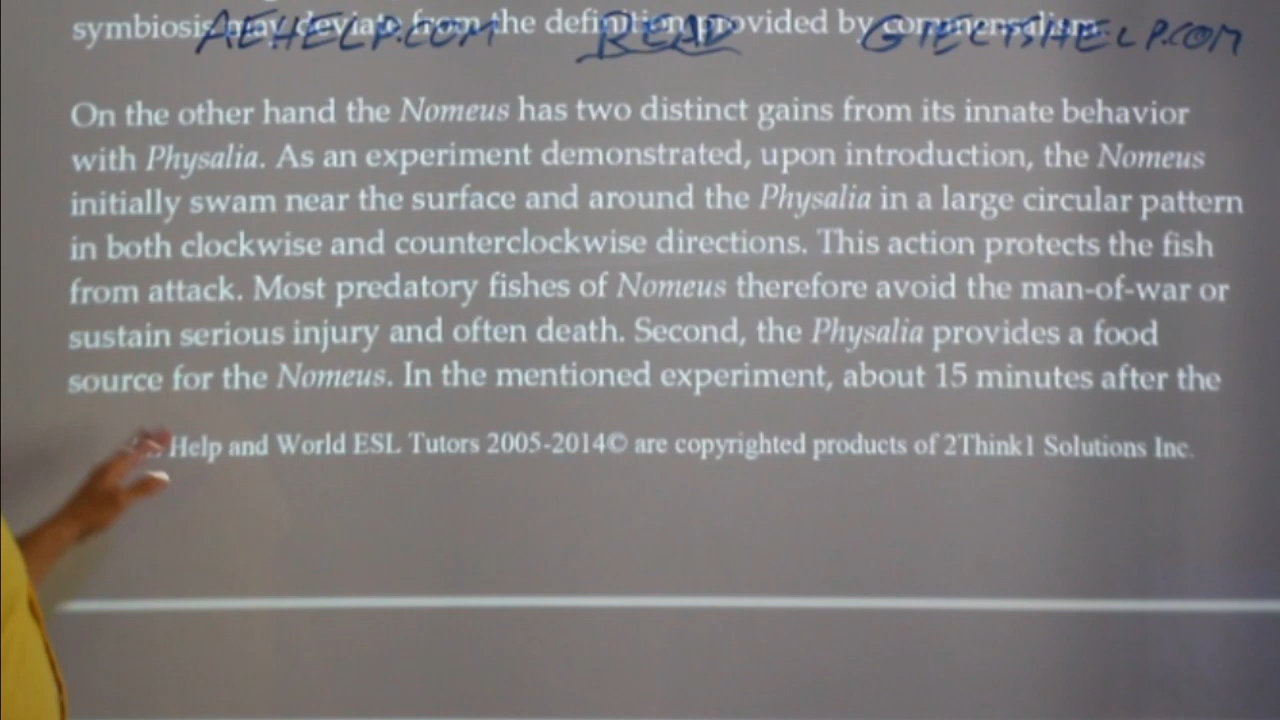 symbiosis may deviate from the definition provided by commensalism.
AEHELP.COM READ GIELTSHELP.COM
On the other hand the Nomeus has two distinct gains from its innate behavior
with Physalia. As an experiment demonstrated, upon introduction, the Nomeus
initially swam near the surface and around the Physalia in a large circular pattern
in both clockwise and counterclockwise directions. This action protects the fish
from attack. Most predatory fishes of Nomeus therefore avoid the man-of-war or
sustain serious injury and often death. Second, the Physalia provides a food
source for the Nomeus. In the mentioned experiment, about 15 minutes after the
Help and World ESL Tutors 2005-2014© are copyrighted products of 2Think1 Solutions Inc.